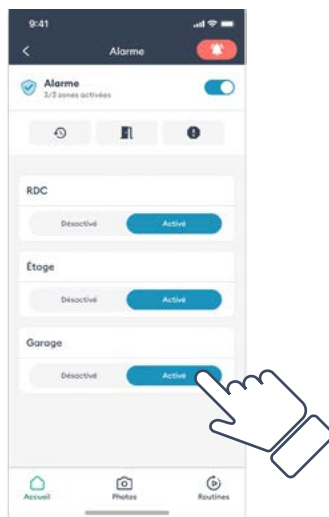 9:41
Alarme
Alarme
3/3 zones activées
RDC
Désactivé Activé
Étage
Désactivé Activé
Garage
Désactivé Activé
Accueil Photos Routines